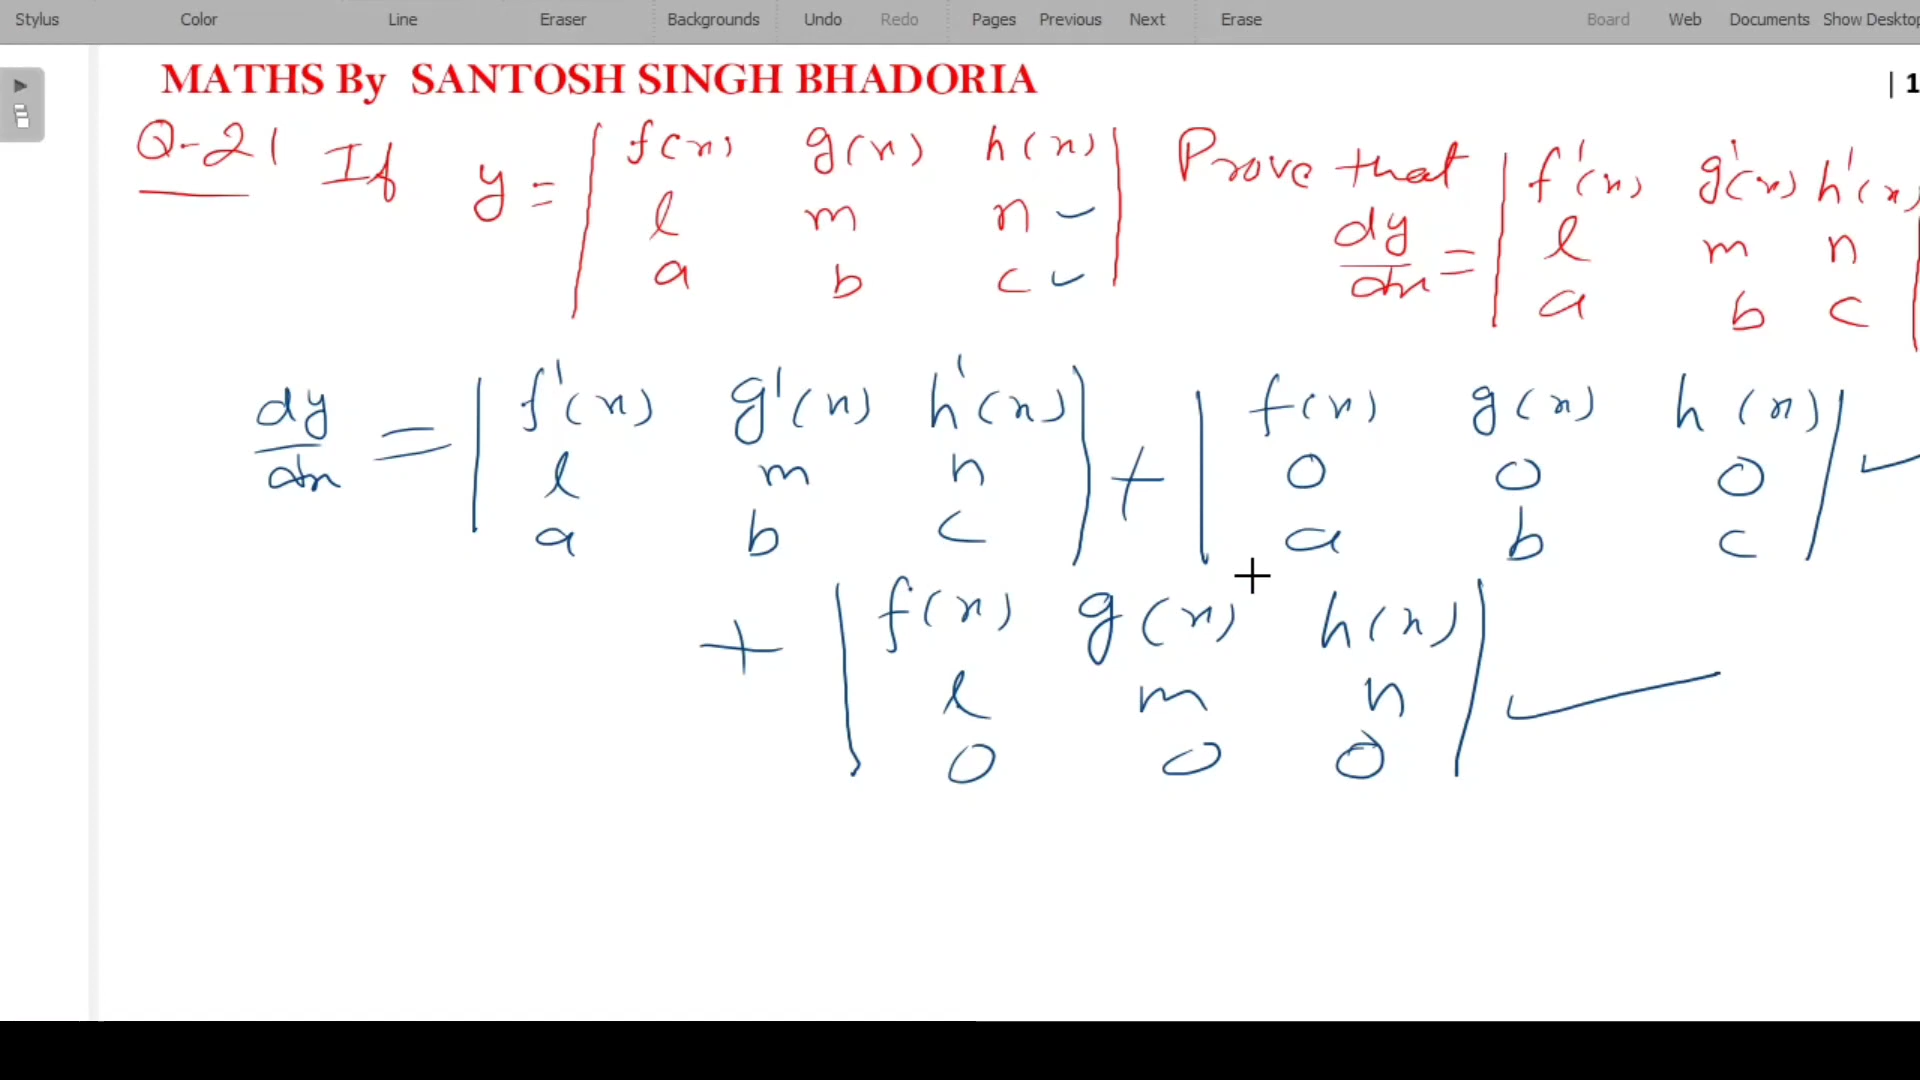 Stylus Color Line Eraser Backgrounds Undo Redo Pages Previous Next Erase Board Web Documents Show Desktop
MATHS By SANTOSH SINGH BHADORIA | 1
Q-21 If y = | f(x) g(x) h(x) | Prove that | f'(x) g'(x) h'(x)
l m n dy/dx = l m n
a b c a b c |
dy/dx = | f'(x) g'(x) h'(x) | + | f(x) g(x) h(x) |
l m n 0 0 0
a b c a b c
+ | f(x) g(x) h(x) |
l m n
0 0 0